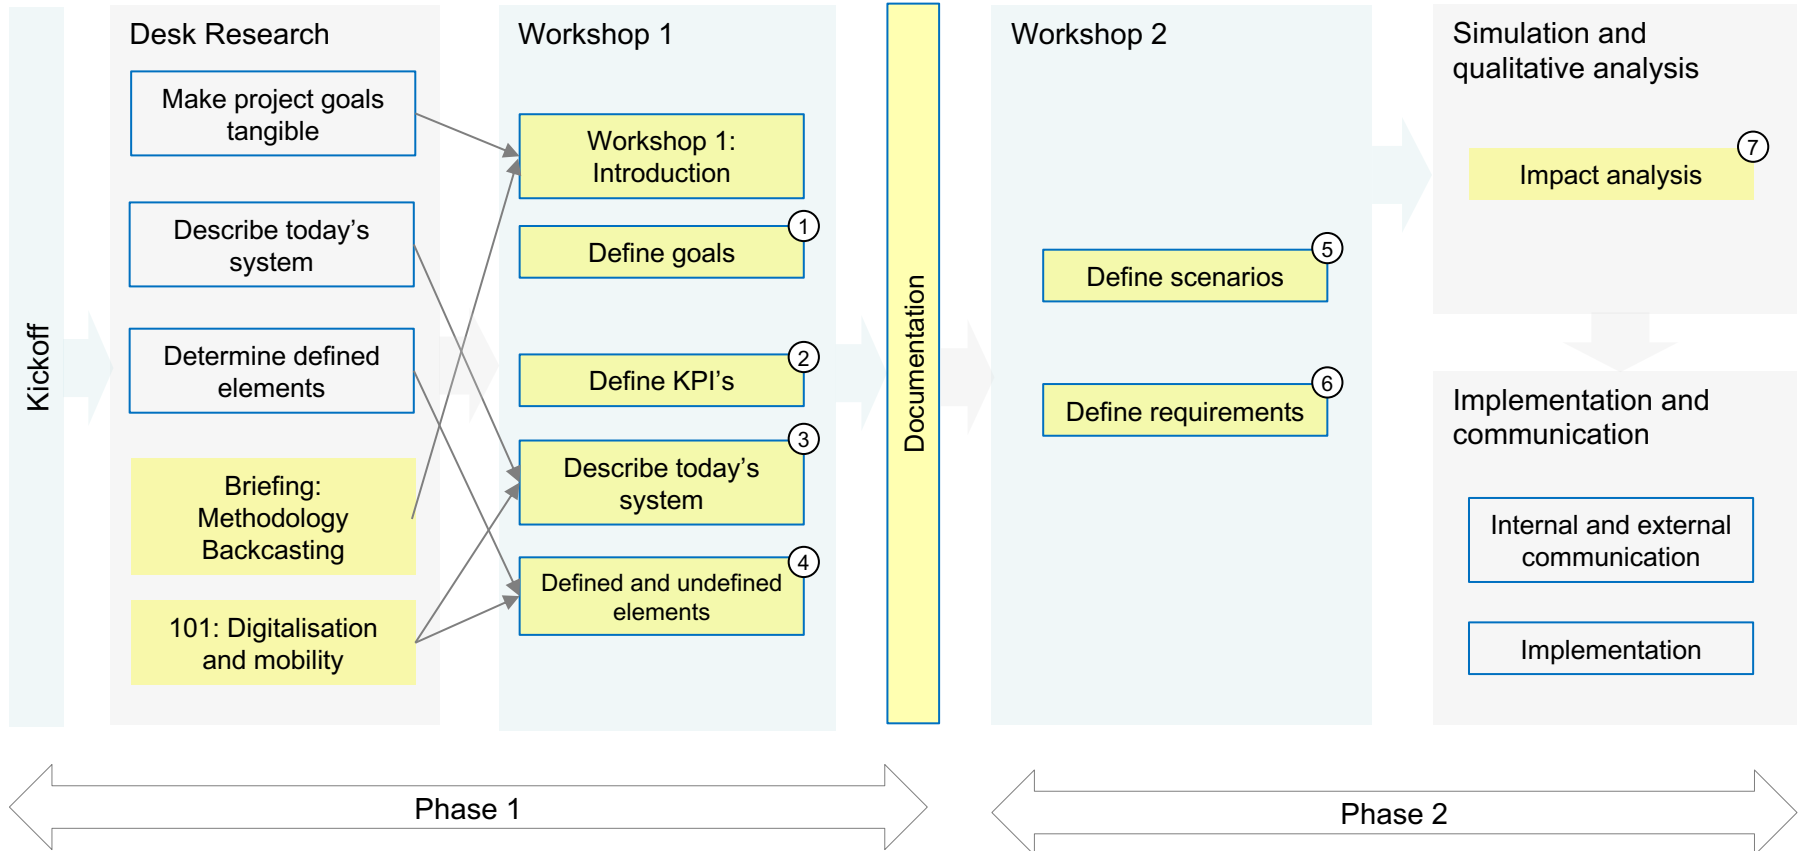 Kickoff
Desk Research
Make project goals
tangible
Describe today’s
system
Determine defined
elements
Briefing:
Methodology
Backcasting
101: Digitalisation
and mobility
Workshop 1
Workshop 1:
Introduction
1
Define goals
2
Define KPI’s
3
Describe today’s
system
4
Defined and undefined
elements
Documentation
Workshop 2
5
Define scenarios
6
Define requirements
Simulation and
qualitative analysis
7
Impact analysis
Implementation and
communication
Internal and external
communication
Implementation
Phase 1
Phase 2